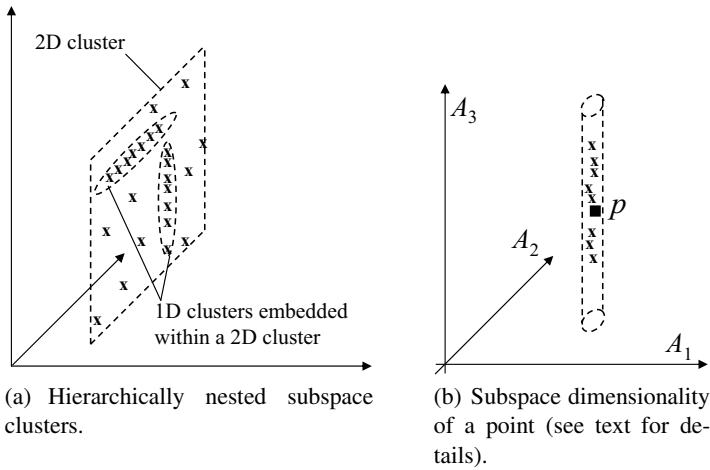 2D cluster
1D clusters embedded
within a 2D cluster
(a) Hierarchically nested subspace
clusters.
A3
A2
A1
p
(b) Subspace dimensionality
of a point (see text for de-
tails).